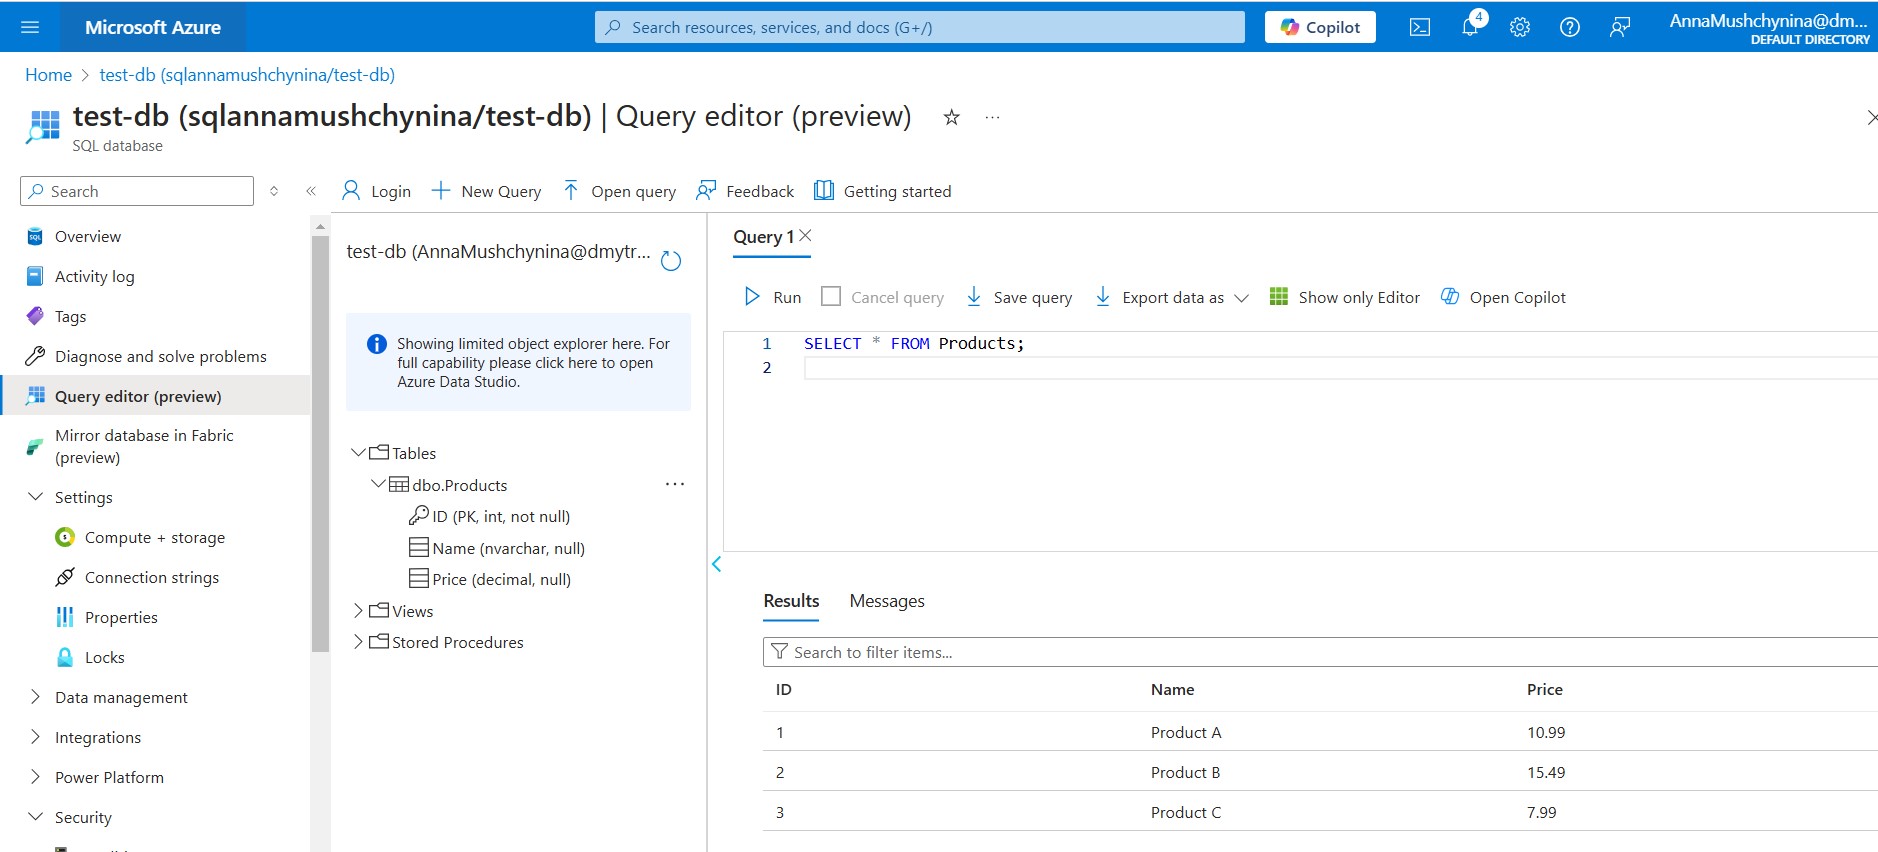 Microsoft Azure
Search resources, services, and docs (G+/)
Copilot
4
AnnaMushchynina@dm...
DEFAULT DIRECTORY
Home > test-db (sqlannamushchynina/test-db)
test-db (sqlannamushchynina/test-db) | Query editor (preview)
SQL database
Search
Login
New Query
Open query
Feedback
Getting started
Overview
Activity log
Tags
Diagnose and solve problems
Query editor (preview)
Mirror database in Fabric
(preview)
Settings
Compute + storage
Connection strings
Properties
Locks
Data management
Integrations
Power Platform
Security
test-db (AnnaMushchynina@dmytr...
Showing limited object explorer here. For
full capability please click here to open
Azure Data Studio.
Tables
dbo.Products
ID (PK, int, not null)
Name (nvarchar, null)
Price (decimal, null)
Views
Stored Procedures
Query 1
Run
Cancel query
Save query
Export data as
Show only Editor
Open Copilot
1 SELECT * FROM Products;
2
Results Messages
Search to filter items...
ID Name Price
1 Product A 10.99
2 Product B 15.49
3 Product C 7.99